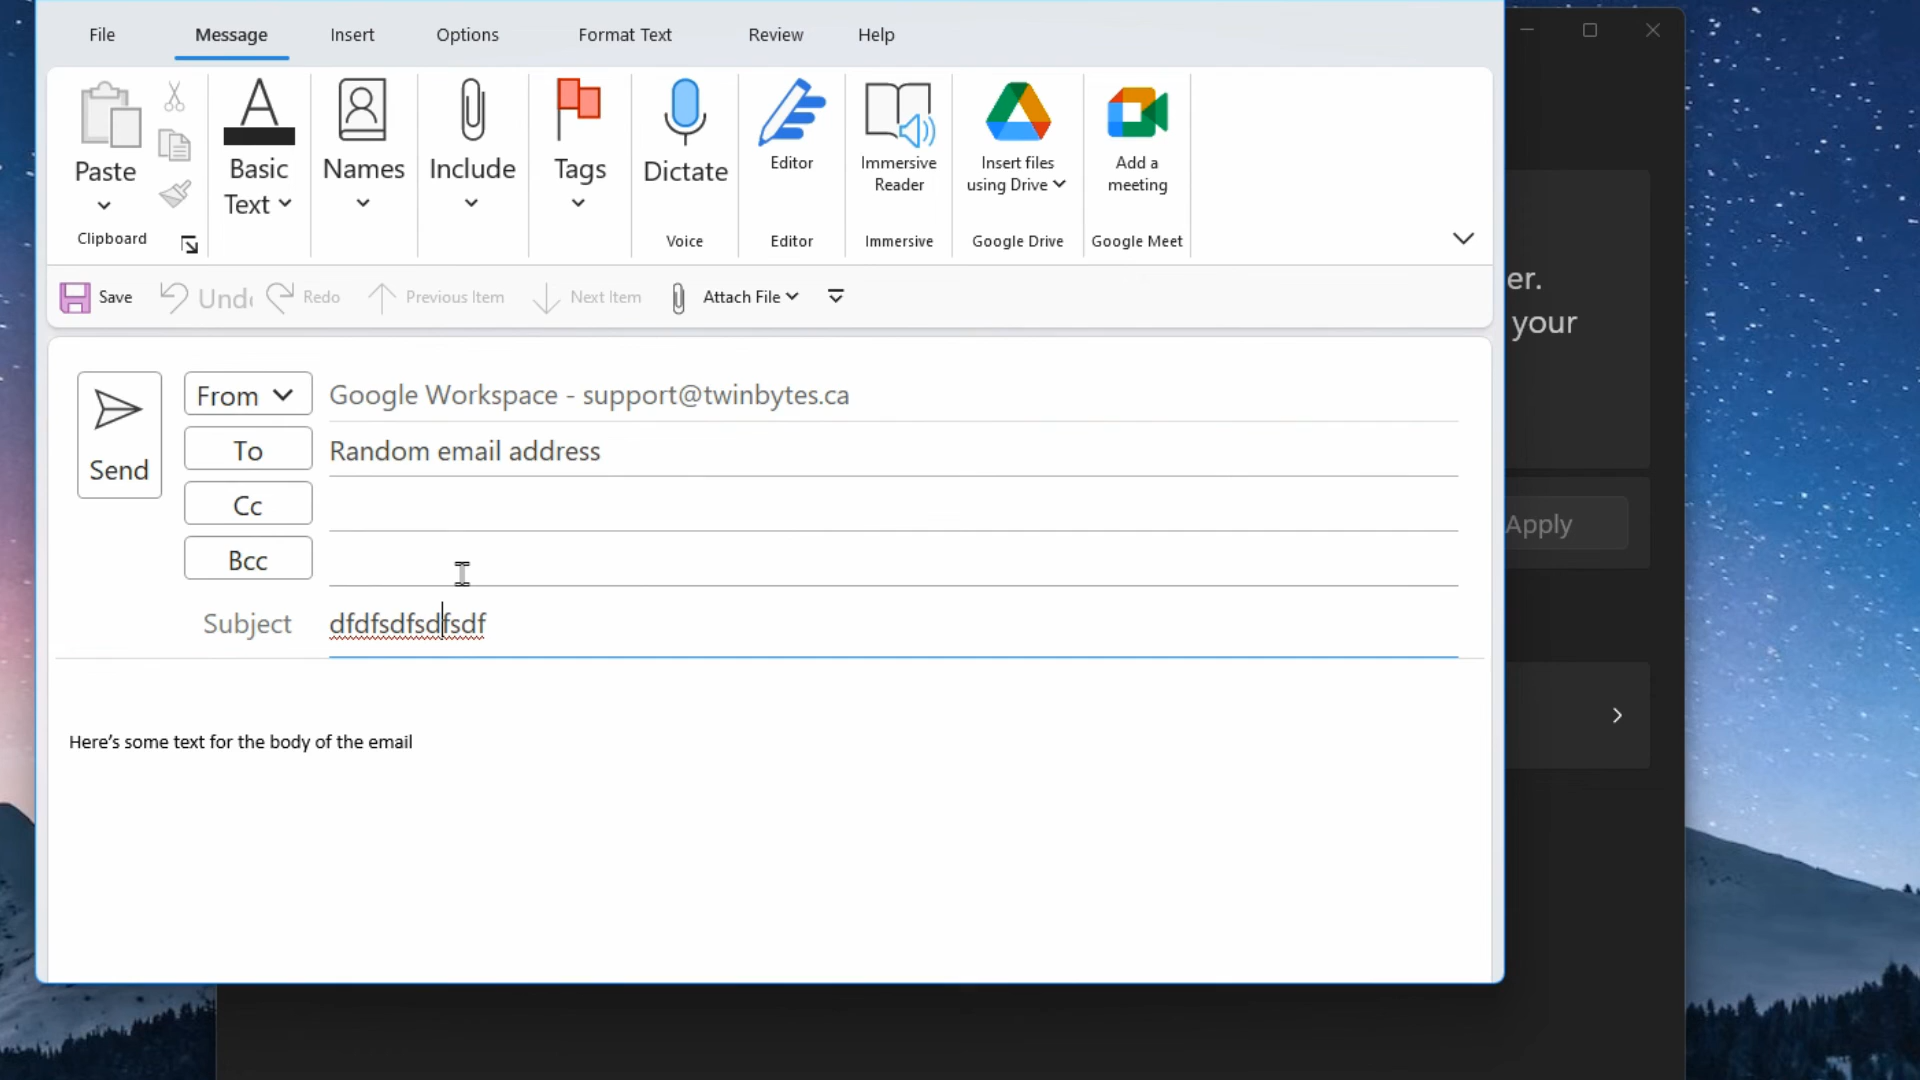 File Message Insert Options Format Text Review Help
Paste
Clipboard
Basic
Text
Names
Include
Tags
Dictate
Voice
Editor
Editor
Immersive
Reader
Immersive
Insert files
using Drive
Google Drive
Add a
meeting
Google Meet
Save Und Redo Previous Item Next Item Attach File
Send
From Google Workspace - support@twinbytes.ca
To Random email address
Cc
Bcc
Subject dfdfsdfsdfsdf
Here's some text for the body of the email
er.
your
Apply